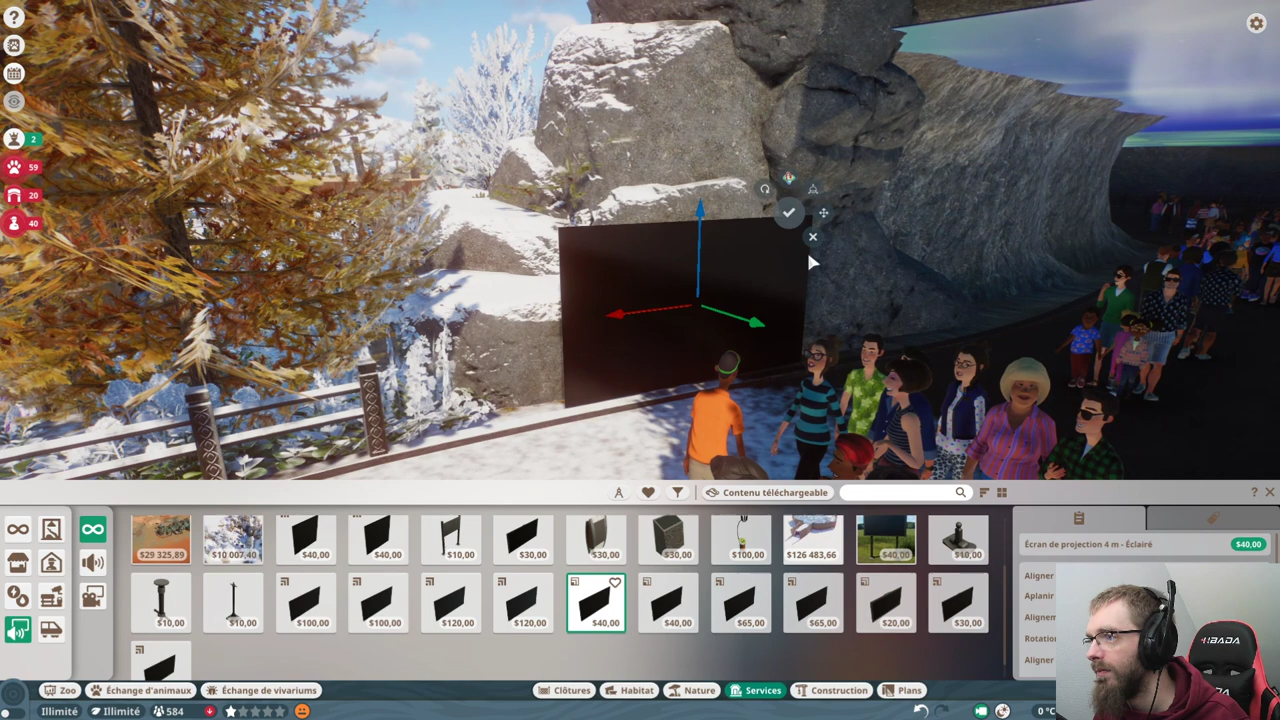 ?
2
59
20
40
Contenu téléchargeable
? ×
$29 325,89
$10 007,40
$40,00
$40,00
$10,00
$30,00
$30,00
$30,00
$100,00
$126 483,66
$40,00
$10,00
Écran de projection 4 m - Éclairé
$40,00
Aligner
Aplanir
Rotation
Aligner
$10,00
$10,00
$100,00
$100,00
$120,00
$120,00
$40,00
$40,00
$65,00
$65,00
$20,00
$30,00
HIBADA
Zoo
Échange d'animaux
Échange de vivariums
Clôtures
Habitat
Nature
Services
Construction
Plans
Illimité
Illimité
584
0 °C